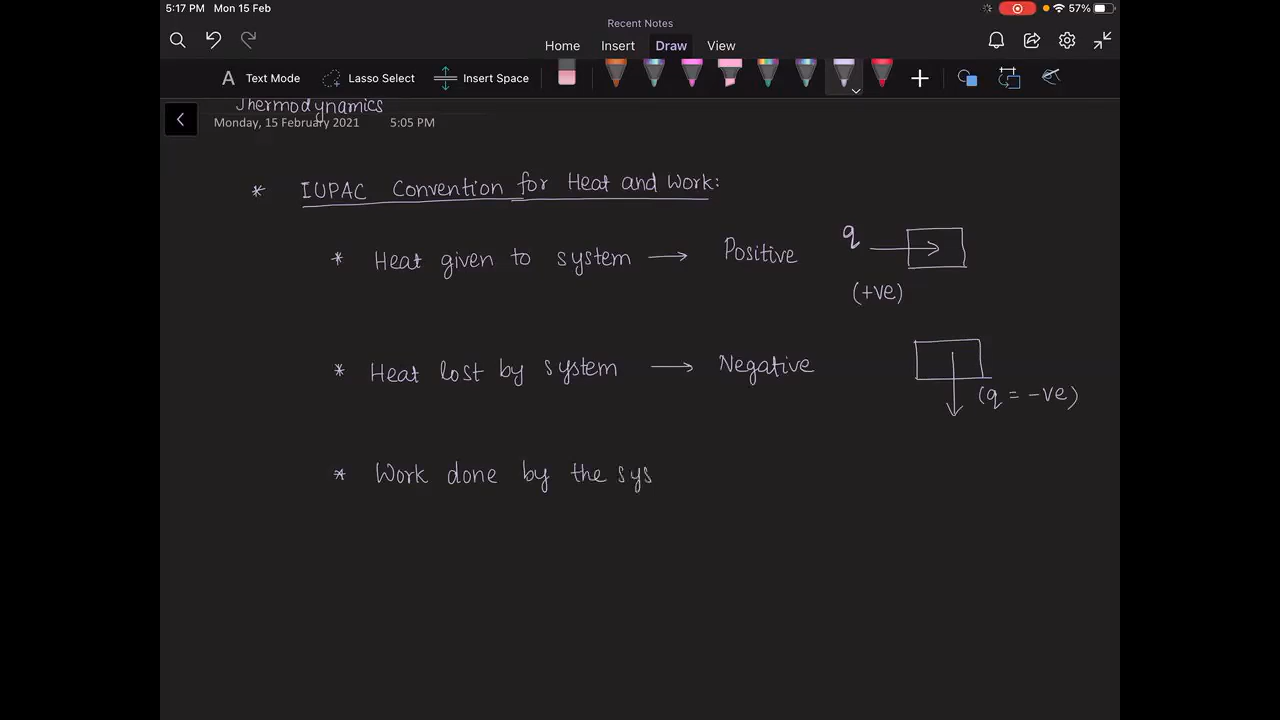 5:17 PM Mon 15 Feb
57%
Recent Notes
Home Insert Draw View
Text Mode Lasso Select Insert Space
Thermodynamics
Monday, 15 February 2021 5:05 PM
* IUPAC Convention for Heat and Work:
* Heat given to system → Positive
q
(+ve)
* Heat lost by system → Negative
(q = -ve)
* Work done by the sys